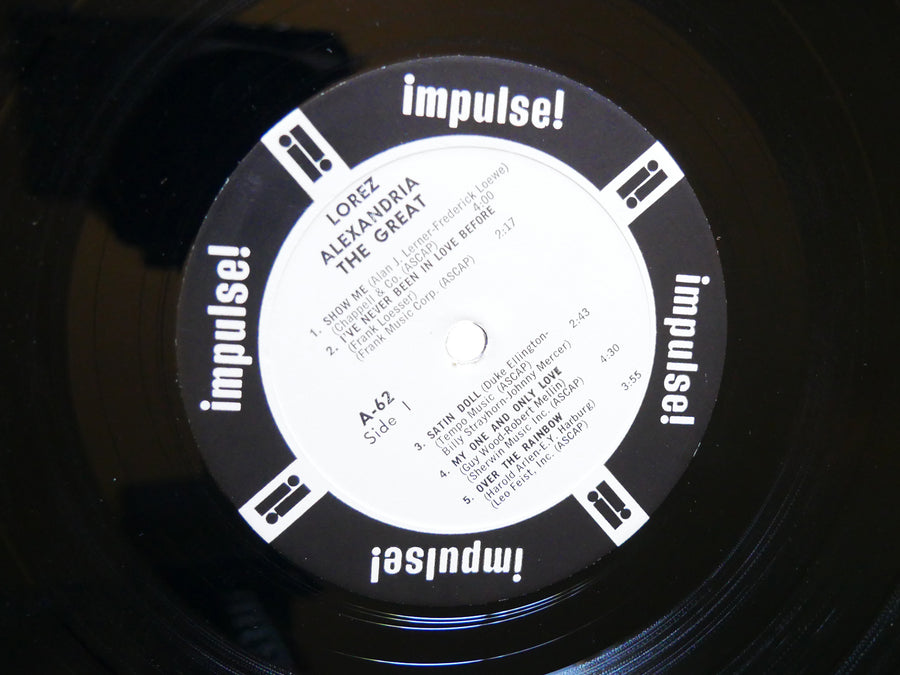 impulse!
impulse!
impulse!
impulse!
LOREZ
ALEXANDRIA
THE GREAT
1. SHOW ME (Alan J. Lerner-Frederick Loewe)
(Chappell & Co. (ASCAP) 4:00
2. I'VE NEVER BEEN IN LOVE BEFORE
(Frank Loesser) 2:17
(Frank Music Corp. (ASCAP)
A-62
Side 1
3. SATIN DOLL (Duke Ellington- 2:43
(Tempo Music (ASCAP)
Billy Strayhorn-Johnny Mercer)
4. MY ONE AND ONLY LOVE 4:30
(Guy Wood-Robert Mellin)
(Sherwin Music Inc. (ASCAP)
5. OVER THE RAINBOW 3:55
(Harold Arlen-E.Y. Harburg)
(Leo Feist, Inc. (ASCAP)